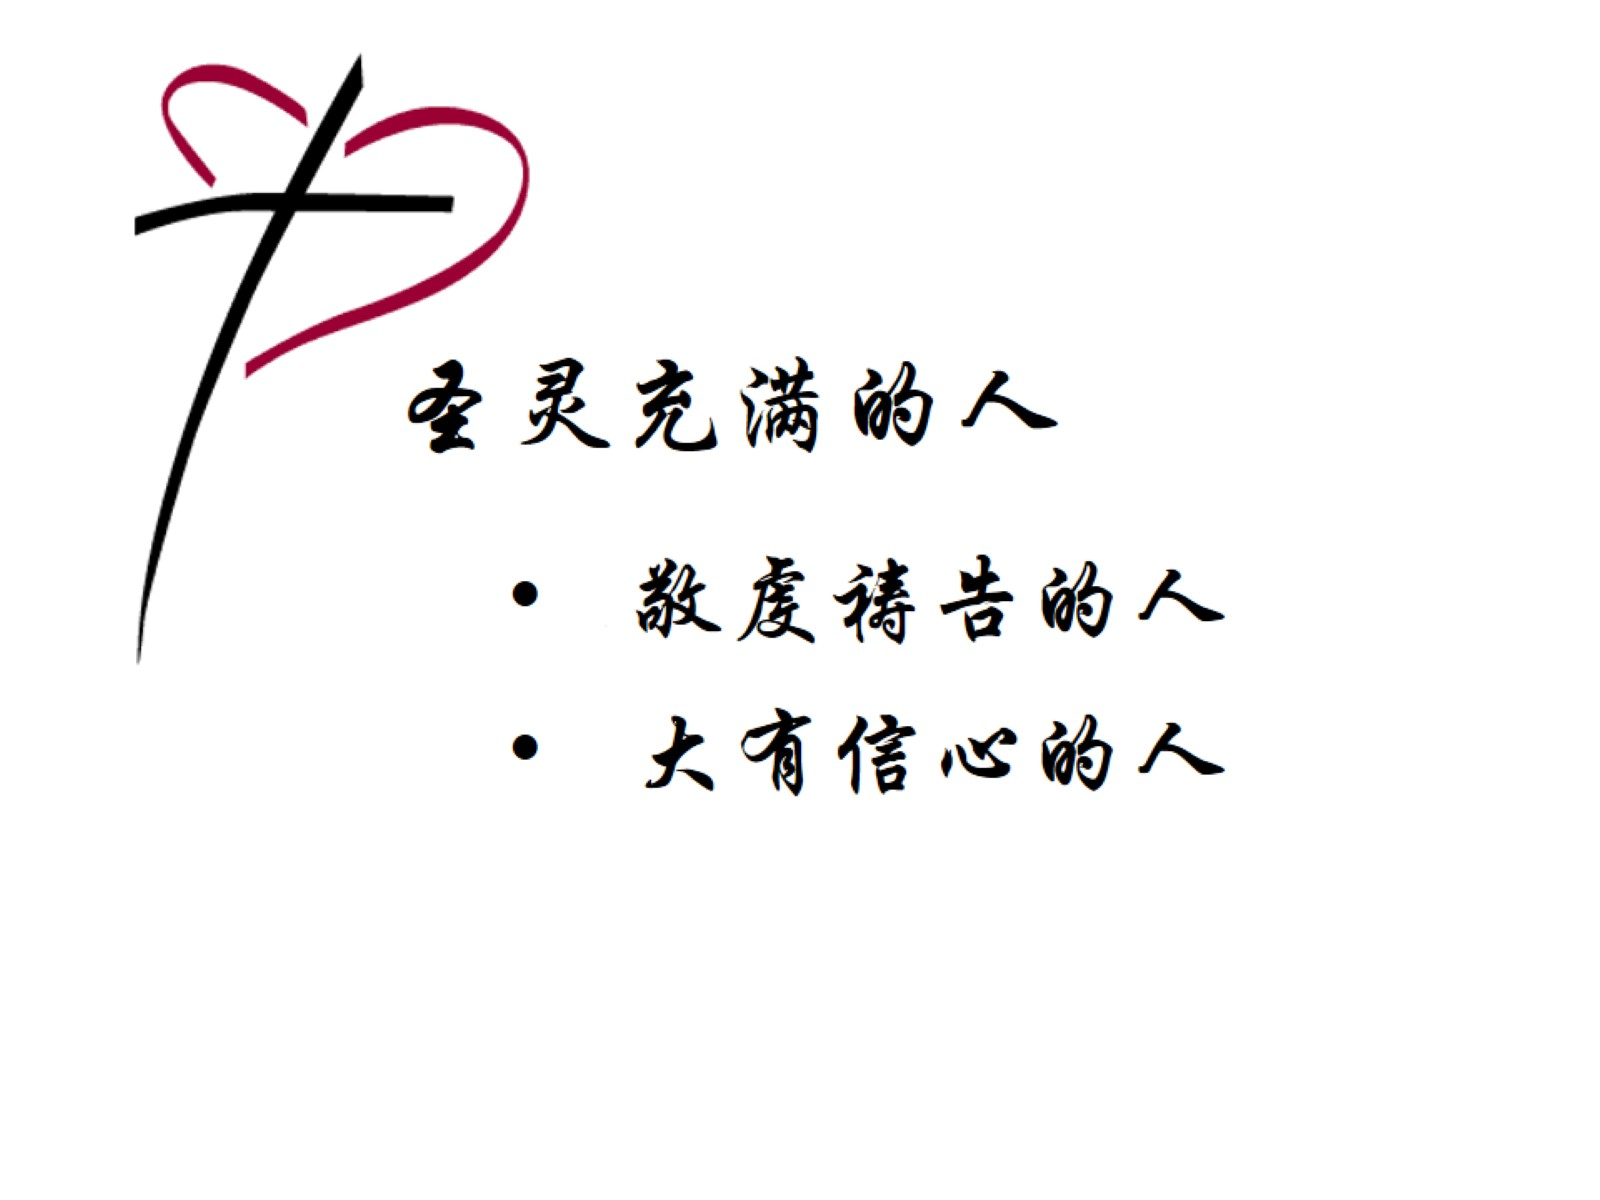 圣灵充满的人
• 敬虔祷告的人
• 大有信心的人